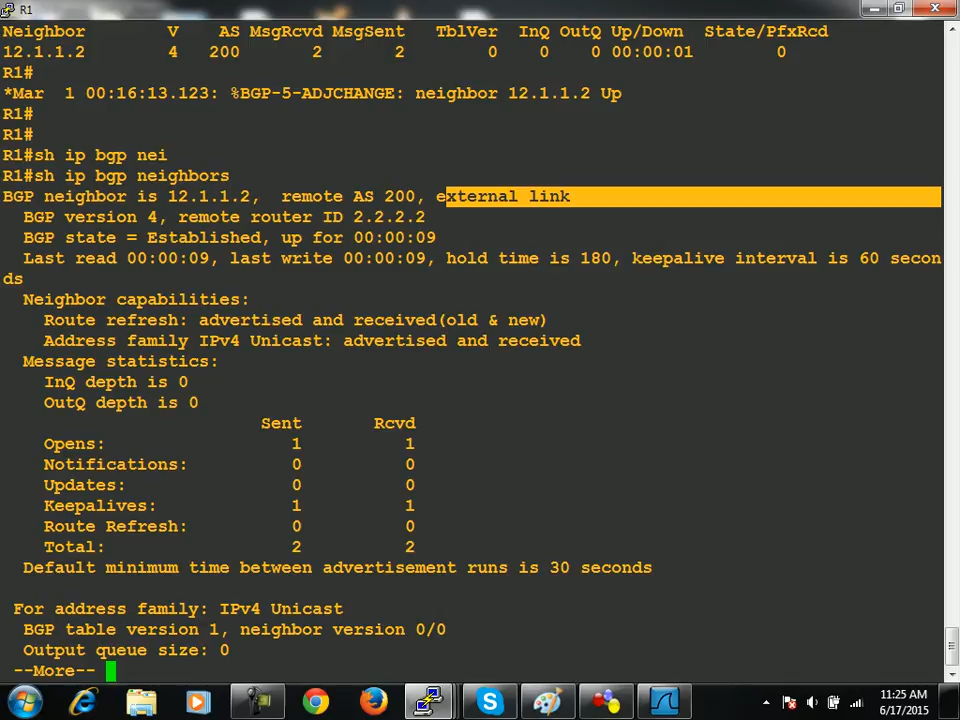 R1
Neighbor V AS MsgRcvd MsgSent TblVer InQ OutQ Up/Down State/PfxRcd
12.1.1.2 4 200 2 2 0 0 0 00:00:01 0
R1#
*Mar 1 00:16:13.123: %BGP-5-ADJCHANGE: neighbor 12.1.1.2 Up
R1#
R1#
R1#sh ip bgp nei
R1#sh ip bgp neighbors
BGP neighbor is 12.1.1.2, remote AS 200, external link
BGP version 4, remote router ID 2.2.2.2
BGP state = Established, up for 00:00:09
Last read 00:00:09, last write 00:00:09, hold time is 180, keepalive interval is 60 secon
ds
Neighbor capabilities:
Route refresh: advertised and received(old & new)
Address family IPv4 Unicast: advertised and received
Message statistics:
InQ depth is 0
OutQ depth is 0
Sent Rcvd
Opens: 1 1
Notifications: 0 0
Updates: 0 0
Keepalives: 1 1
Route Refresh: 0 0
Total: 2 2
Default minimum time between advertisement runs is 30 seconds
For address family: IPv4 Unicast
BGP table version 1, neighbor version 0/0
Output queue size: 0
--More--
11:25 AM
6/17/2015